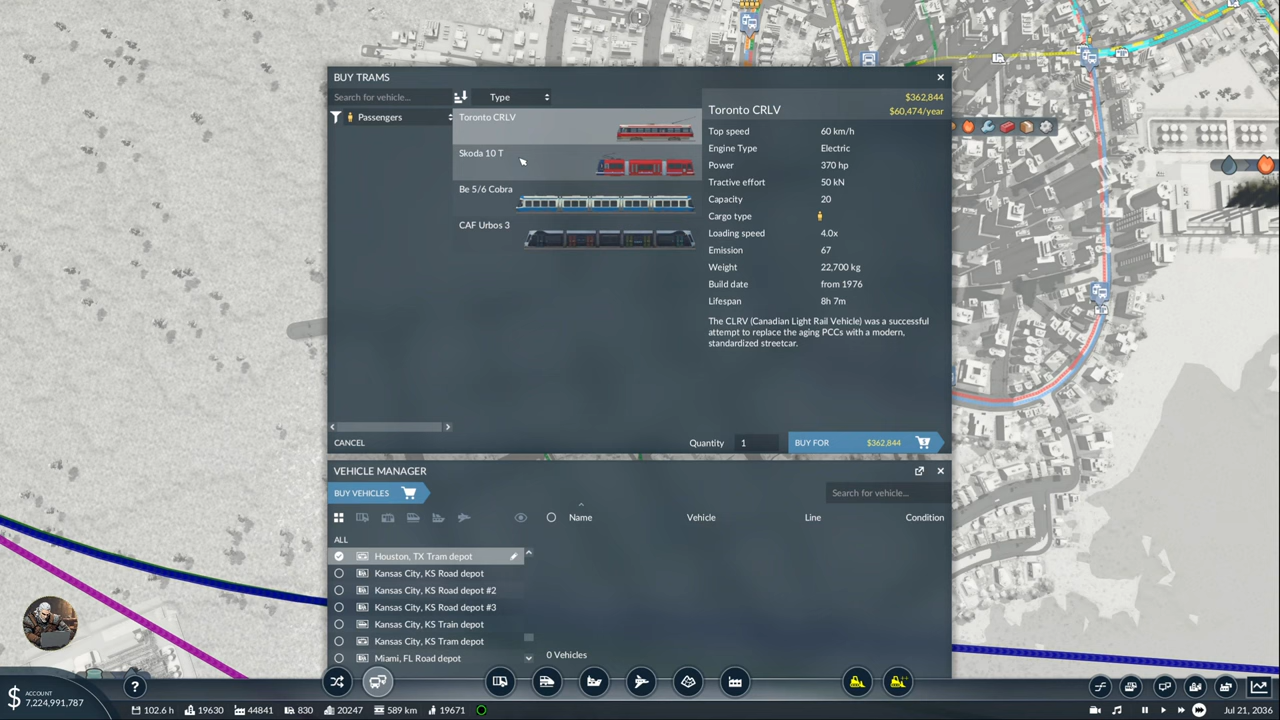 BUY TRAMS
Search for vehicle...
Type
Passengers
Toronto CRLV
Skoda 10 T
Be 5/6 Cobra
CAF Urbos 3
$362,844
Toronto CRLV
$60,474/year
Top speed 60 km/h
Engine Type Electric
Power 370 hp
Tractive effort 50 kN
Capacity 20
Cargo type
Loading speed 4.0x
Emission 67
Weight 22,700 kg
Build date from 1976
Lifespan 8h 7m
The CLRV (Canadian Light Rail Vehicle) was a successful
attempt to replace the aging PCCs with a modern,
standardized streetcar.
CANCEL
Quantity 1
BUY FOR $362,844
VEHICLE MANAGER
BUY VEHICLES
Search for vehicle...
Name Vehicle Line Condition
ALL
Houston, TX Tram depot
Kansas City, KS Road depot
Kansas City, KS Road depot #2
Kansas City, KS Road depot #3
Kansas City, KS Train depot
Kansas City, KS Tram depot
Miami, FL Road depot
0 Vehicles
$ ACCOUNT
7,224,991,787
?
102.6 h 19630 44841 830 20247 589 km 19671
Jul 21, 2036